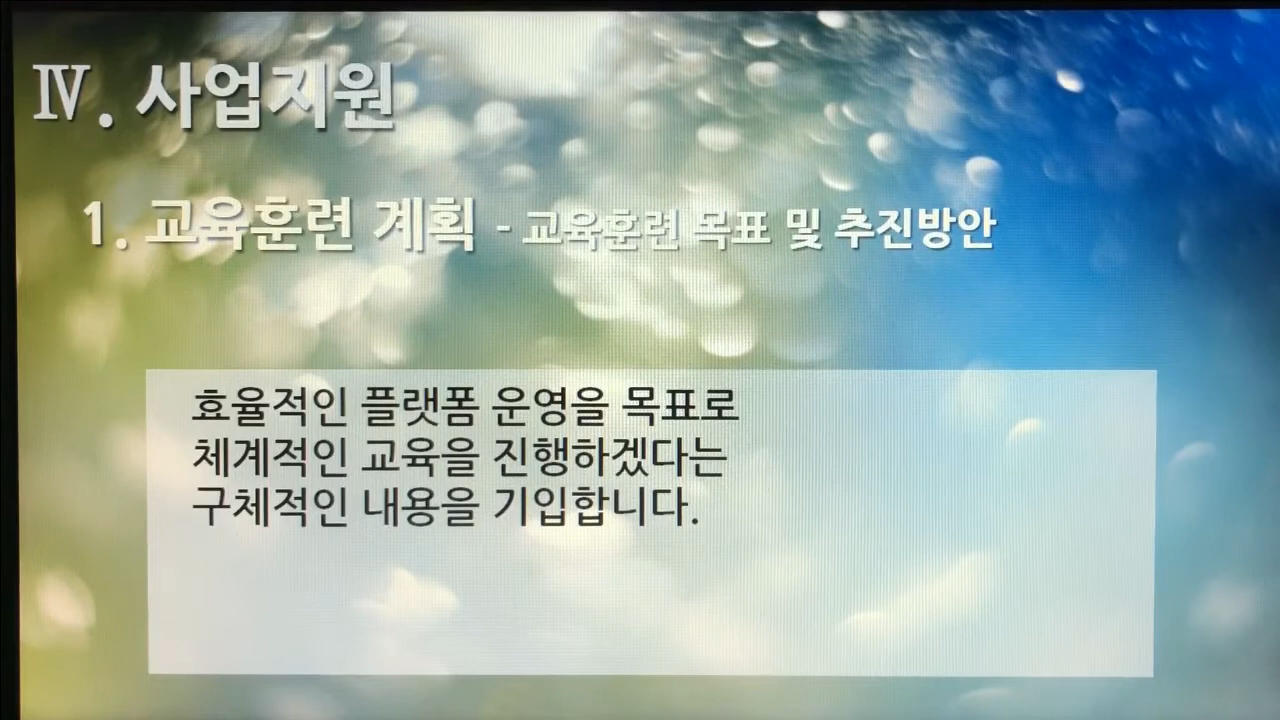 Ⅳ. 사업지원
1. 교육훈련 계획 - 교육훈련 목표 및 추진방안
효율적인 플랫폼 운영을 목표로
체계적인 교육을 진행하겠다는
구체적인 내용을 기입합니다.